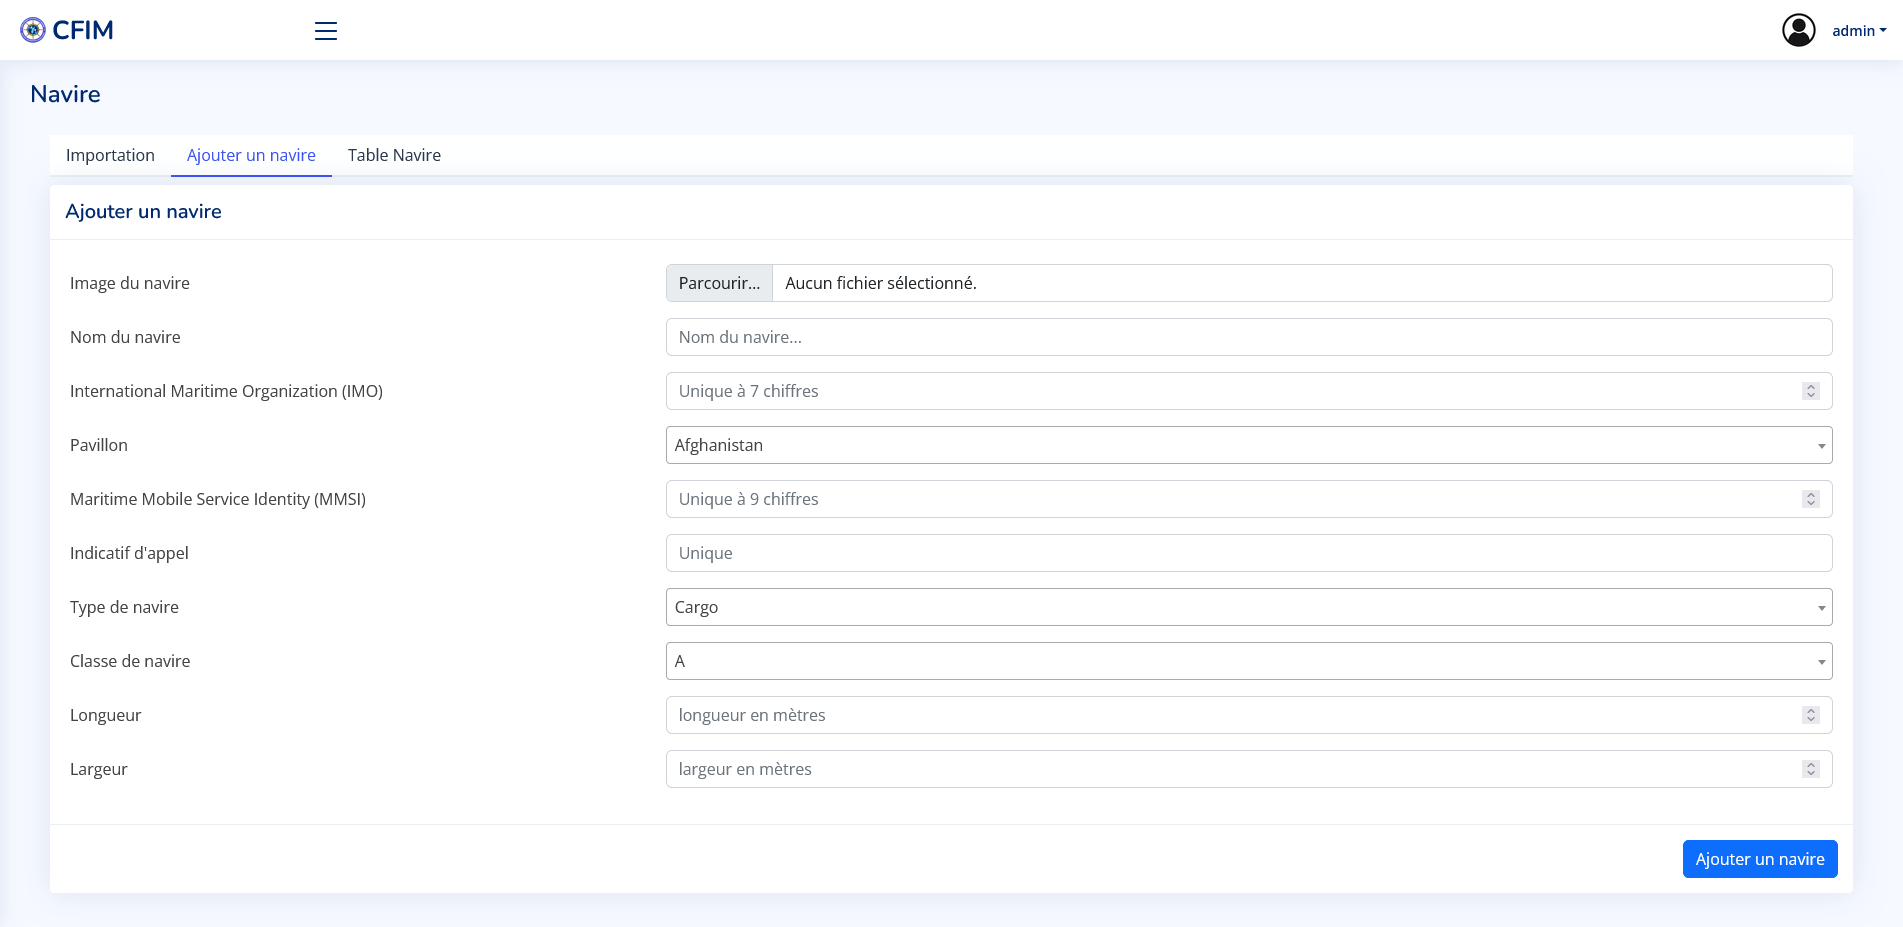 CFIM
admin
Navire
Importation Ajouter un navire Table Navire
Ajouter un navire
Image du navire Parcourir... Aucun fichier sélectionné.
Nom du navire Nom du navire...
International Maritime Organization (IMO) Unique à 7 chiffres
Pavillon Afghanistan
Maritime Mobile Service Identity (MMSI) Unique à 9 chiffres
Indicatif d'appel Unique
Type de navire Cargo
Classe de navire A
Longueur longueur en mètres
Largeur largeur en mètres
Ajouter un navire